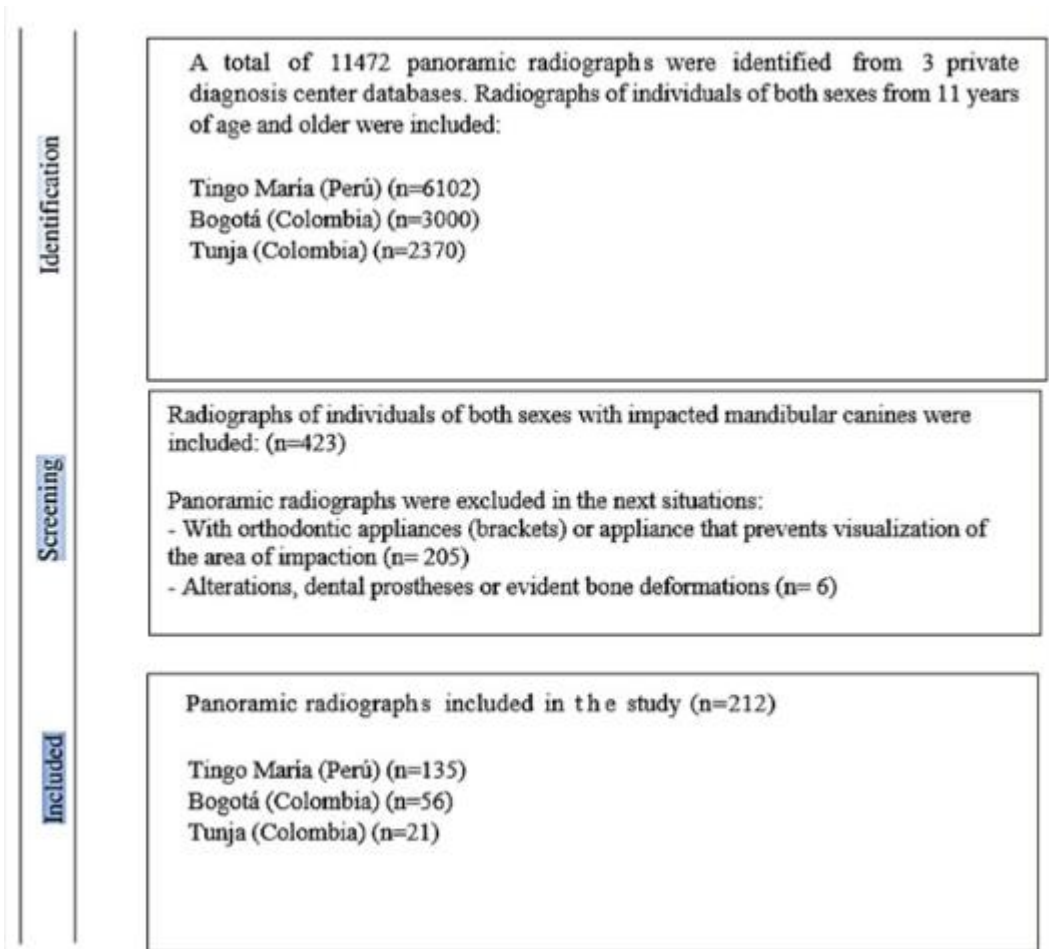 Identification
A total of 11472 panoramic radiographs were identified from 3 private
diagnosis center databases. Radiographs of individuals of both sexes from 11 years
of age and older were included:
Tingo María (Perú) (n=6102)
Bogotá (Colombia) (n=3000)
Tunja (Colombia) (n=2370)
Screening
Radiographs of individuals of both sexes with impacted mandibular canines were
included: (n=423)
Panoramic radiographs were excluded in the next situations:
- With orthodontic appliances (brackets) or appliance that prevents visualization of
the area of impaction (n= 205)
- Alterations, dental prostheses or evident bone deformations (n= 6)
Included
Panoramic radiographs included in the study (n=212)
Tingo María (Perú) (n=135)
Bogotá (Colombia) (n=56)
Tunja (Colombia) (n=21)